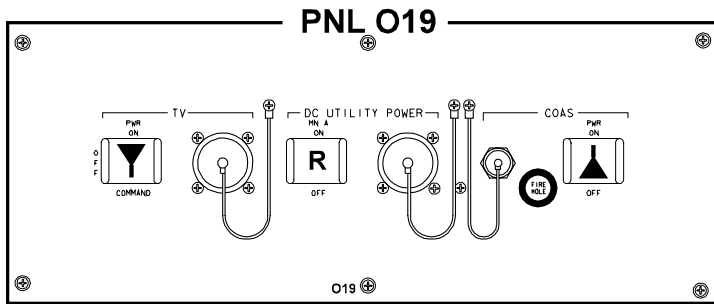 PNL O19
TV
DC UTILITY POWER
COAS
PWR
ON
OFF
COMMAND
MN A
ON
R
OFF
FIRE
HOLE
PWR
ON
OFF
O19